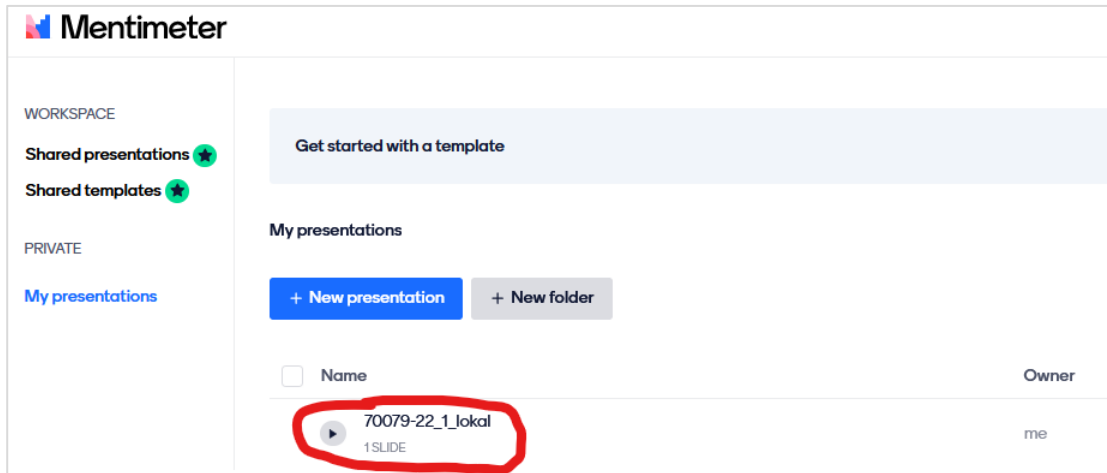 Mentimeter
WORKSPACE
Shared presentations
Shared templates
PRIVATE
My presentations
Get started with a template
My presentations
+ New presentation
+ New folder
Name
Owner
70079-22_1_lokal
1 SLIDE
me